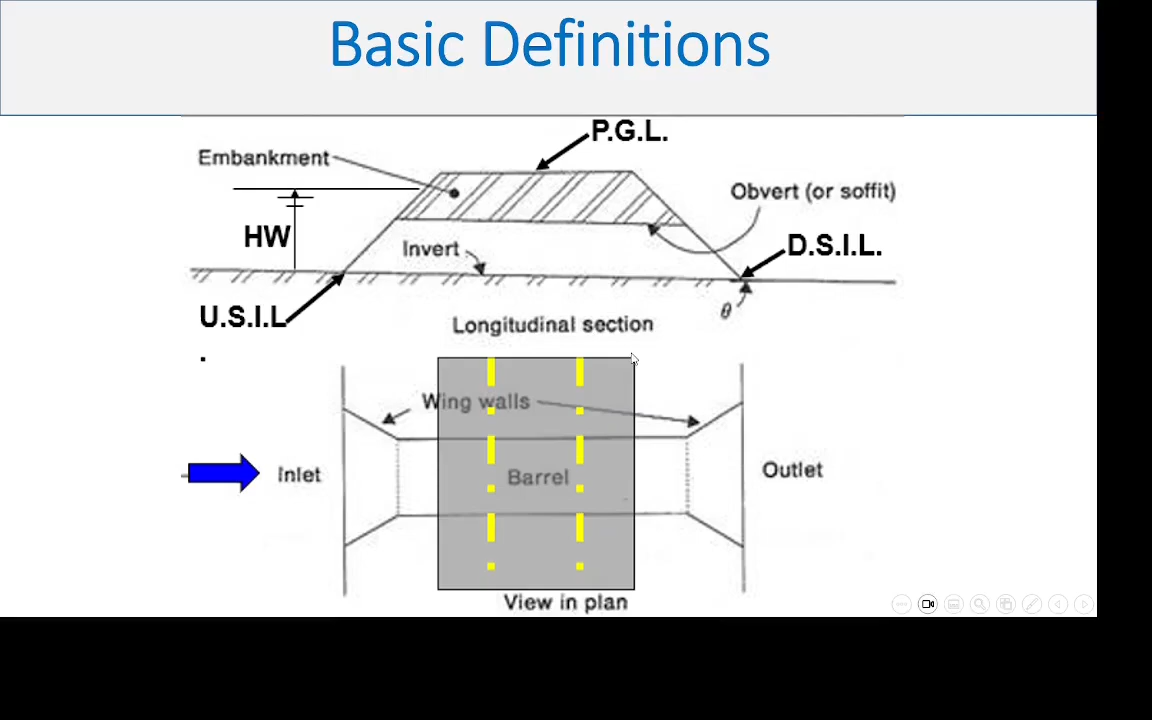 Basic Definitions
P.G.L.
Embankment
Obvert (or soffit)
HW
Invert
D.S.I.L.
U.S.I.L
.
θ
Longitudinal section
Wing walls
Inlet
Barrel
Outlet
View in plan